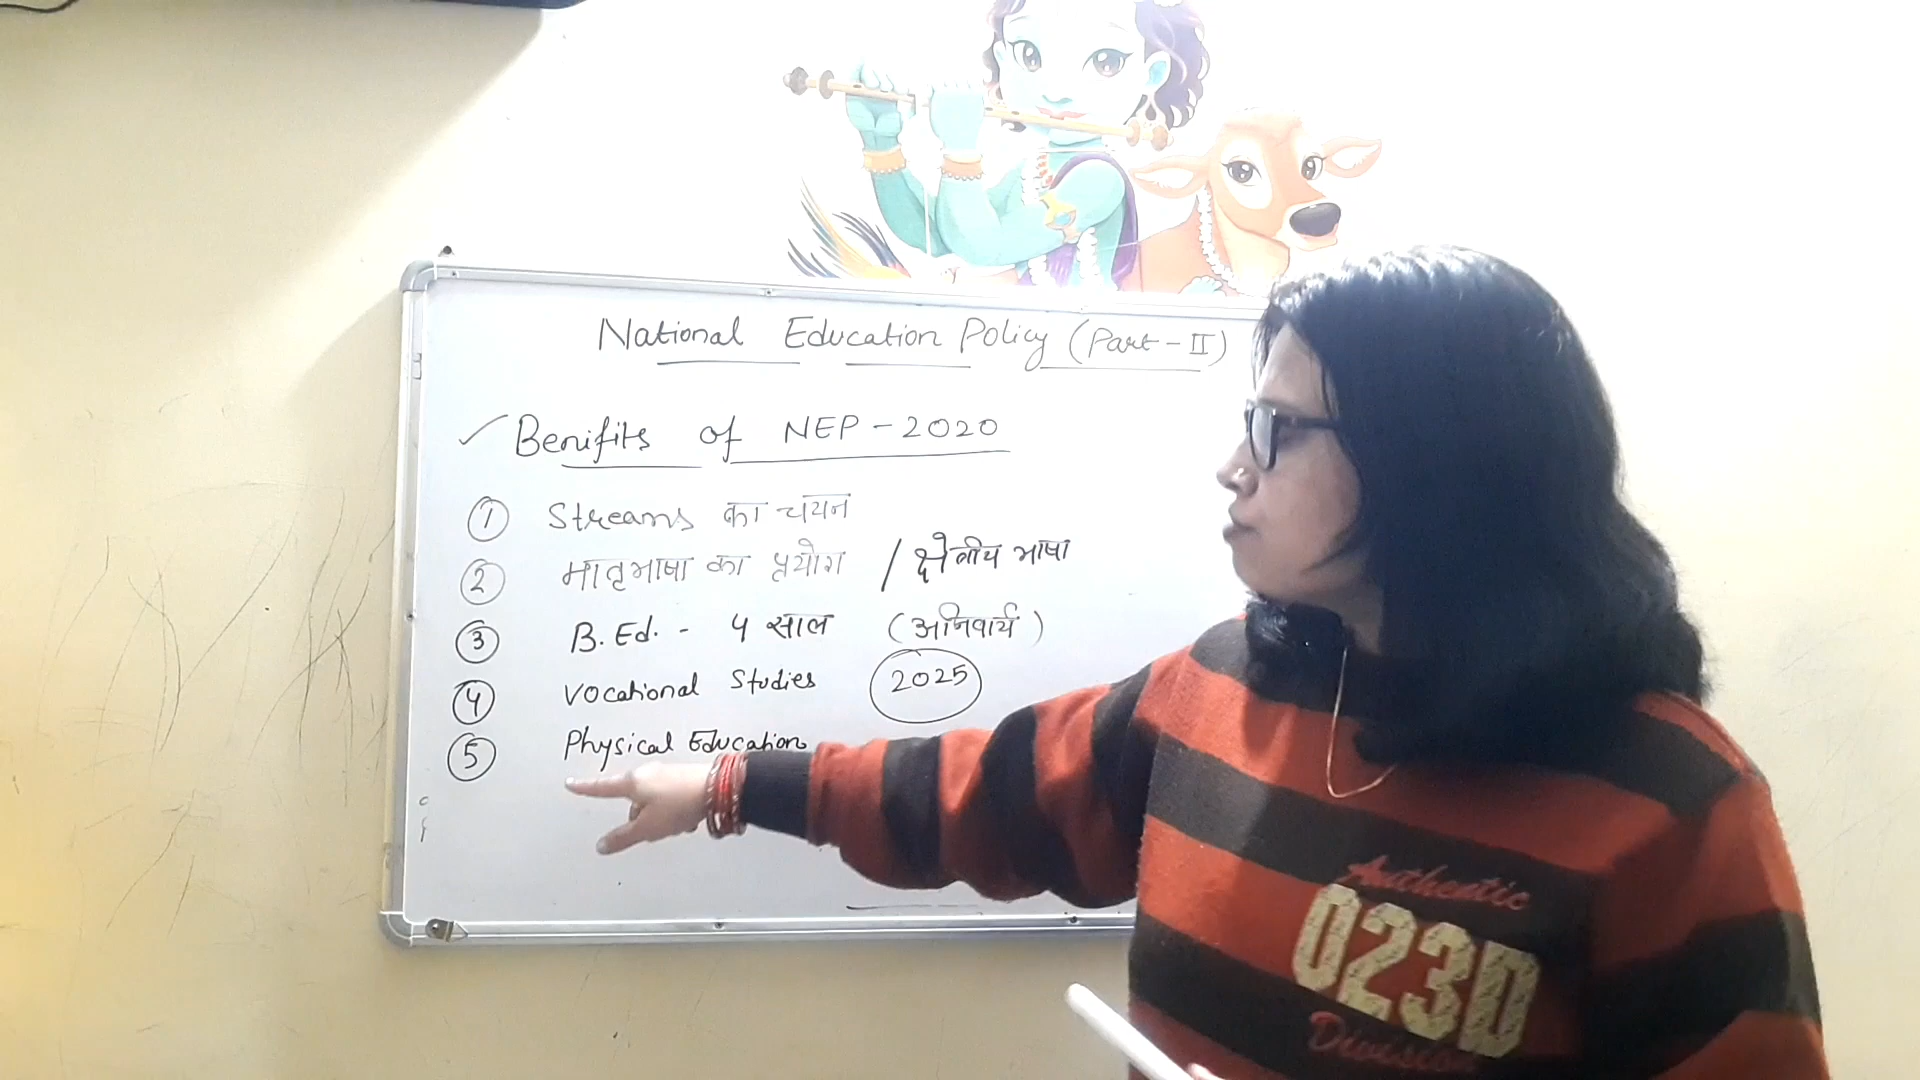 National Education Policy (Part-II)
✓ Benifits of NEP-2020
① Streams का चयन
② मातृभाषा का प्रयोग / क्षेत्रीय भाषा
③ B.Ed. - 4 साल (अनिवार्य)
④ Vocational Studies 2025
⑤ Physical Education
Authentic
023D
Division